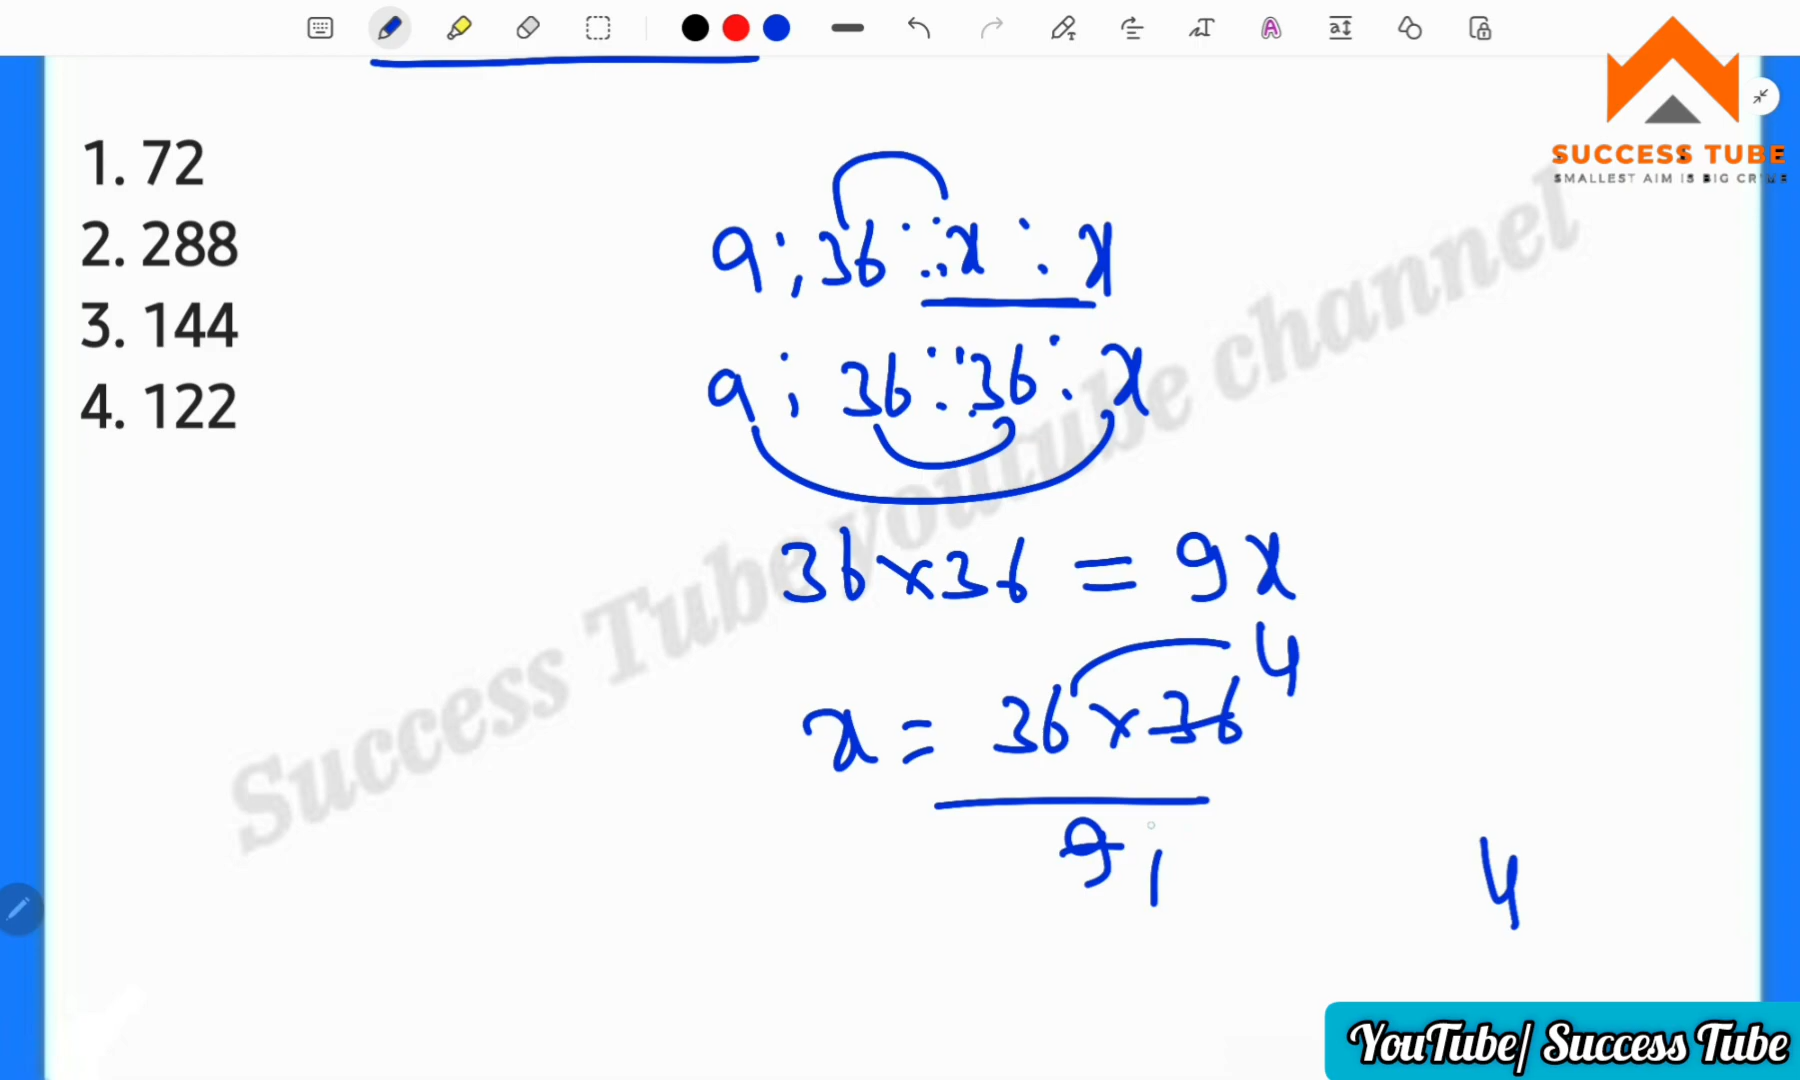 SUCCESS TUBE
SMALLEST AIM IS BIG CRIME
1. 72
2. 288
3. 144
4. 122
9 : 36 :: x : x
9 : 36 :: 36 : x
36 × 36 = 9x
4
x = 36 × 36
9 1
4
Success Tube youtube channel
YouTube/ Success Tube